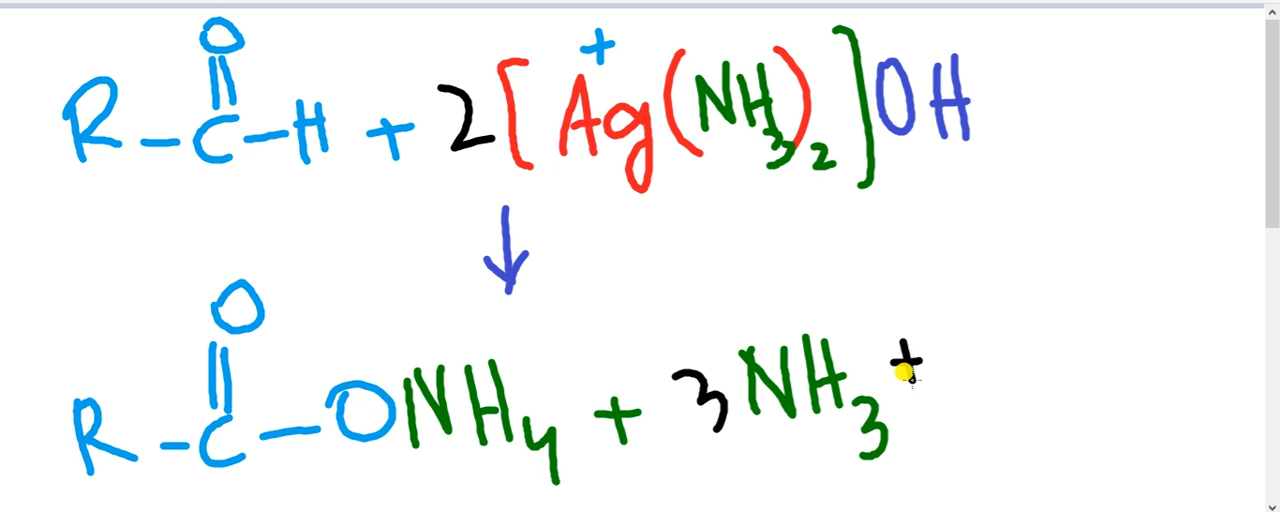 O
R-C-H + 2[Ag⁺(NH₃)₂]OH
O
R-C-ONH₄ + 3NH₃ +